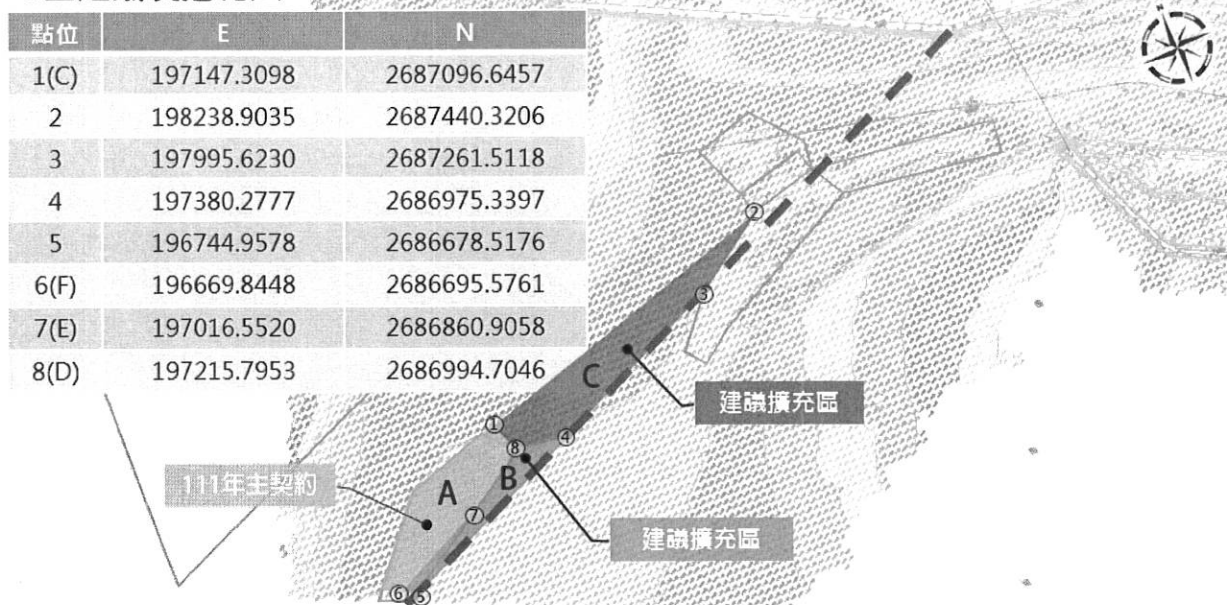 點位 E N
1(C) 197147.3098 2687096.6457
2 198238.9035 2687440.3206
3 197995.6230 2687261.5118
4 197380.2777 2686975.3397
5 196744.9578 2686678.5176
6(F) 196669.8448 2686695.5761
7(E) 197016.5520 2686860.9058
8(D) 197215.7953 2686994.7046
②
③
C
建議擴充區
①
④
⑧
B
111年主契約
A
⑦
建議擴充區
⑥
⑤